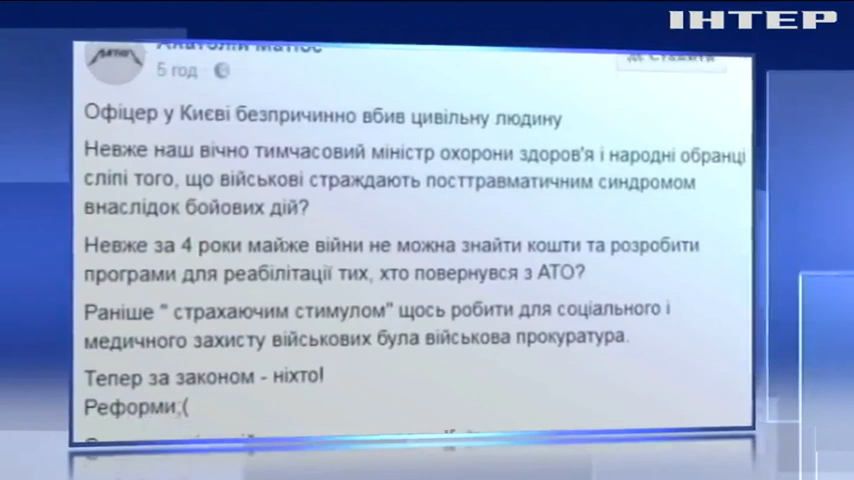 ІНТЕР
Анатолій Матіос
5 год
Офіцер у Києві безпричинно вбив цивільну людину
Невже наш вічно тимчасовий міністр охорони здоров'я і народні обранці
сліпі того, що військові страждають посттравматичним синдромом
внаслідок бойових дій?
Невже за 4 роки майже війни не можна знайти кошти та розробити
програми для реабілітації тих, хто повернувся з АТО?
Раніше " страхаючим стимулом" щось робити для соціального і
медичного захисту військових була військова прокуратура.
Тепер за законом - ніхто!
Реформи;(